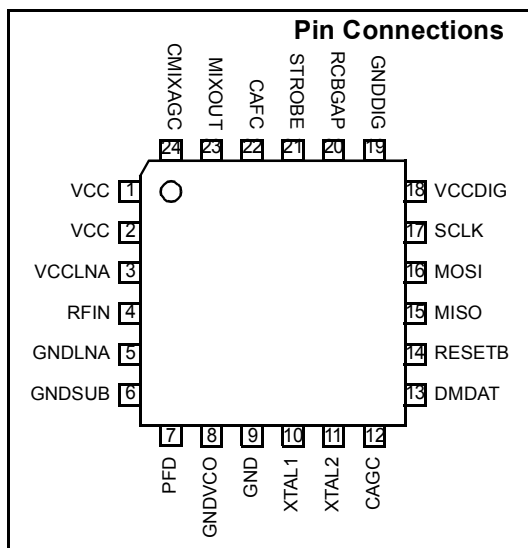 Pin Connections
CMIXAGC
MIXOUT
CAFC
STROBE
RCBGAP
GNDDIG
24
23
22
21
20
19
VCC 1
VCC 2
VCCLNA 3
RFIN 4
GNDLNA 5
GNDSUB 6
18 VCCDIG
17 SCLK
16 MOSI
15 MISO
14 RESETB
13 DMDAT
7
8
9
10
11
12
PFD
GNDVCO
GND
XTAL1
XTAL2
CAGC